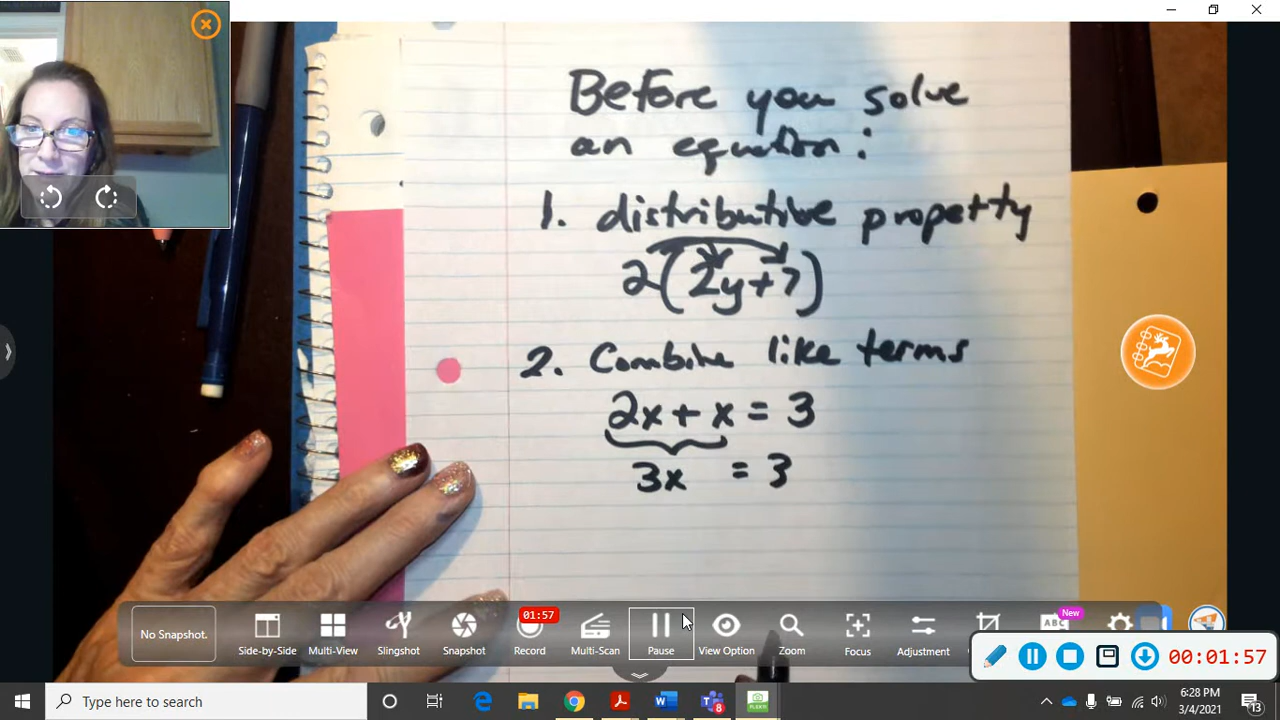 Before you solve
an equation:
1. distributive property
2(2y+7)
2. Combine like terms
2x + x = 3
3x = 3
01:57
New
ABC
No Snapshot.
Side-by-Side
Multi-View
Slingshot
Snapshot
Record
Multi-Scan
Pause
View Option
Zoom
Focus
Adjustment
00:01:57
Type here to search
8
6:28 PM
3/4/2021
13